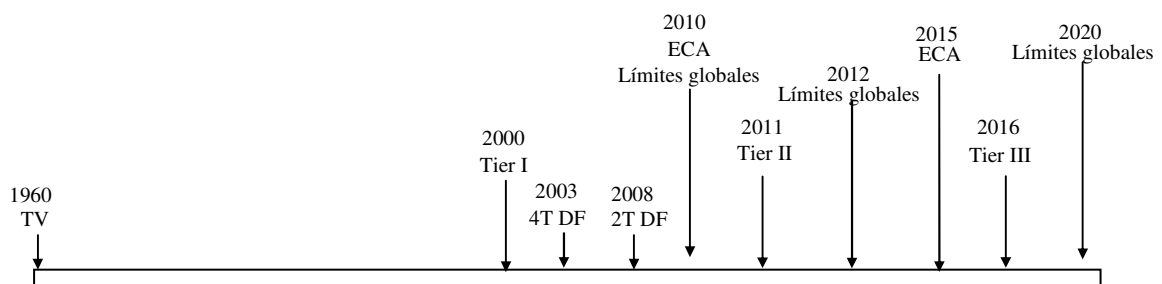 1960
TV
2000
Tier I
2003
4T DF
2008
2T DF
2010
ECA
Límites globales
2011
Tier II
2012
Límites globales
2015
ECA
2016
Tier III
2020
Límites globales